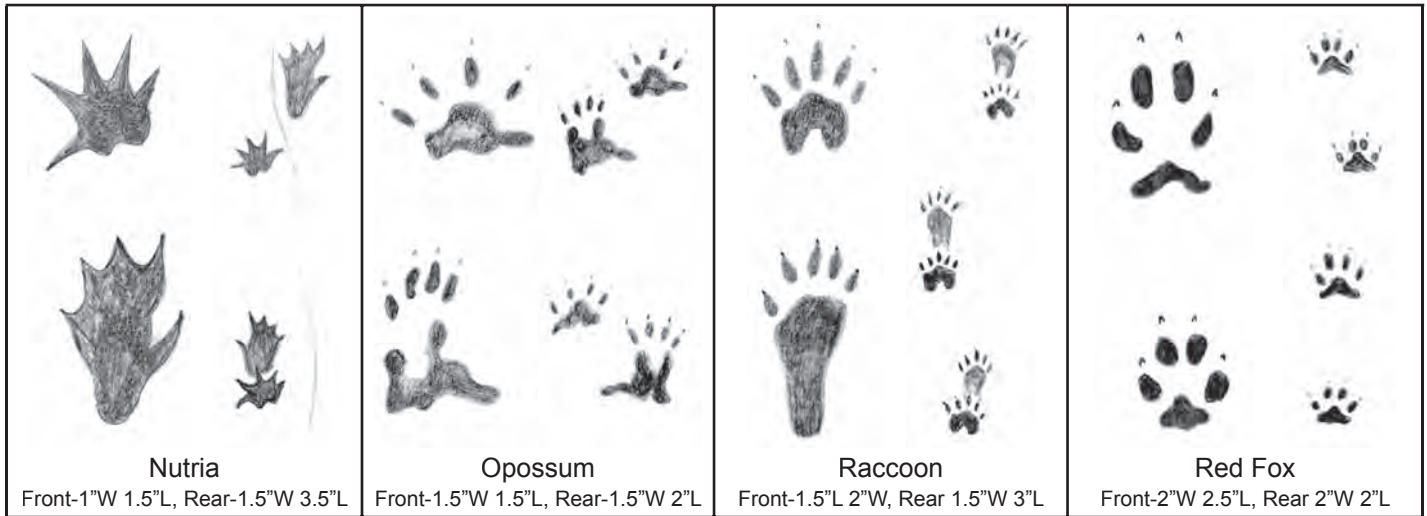 Nutria
Front-1”W 1.5”L, Rear-1.5”W 3.5”L
Opossum
Front-1.5”W 1.5”L, Rear-1.5”W 2”L
Raccoon
Front-1.5”L 2”W, Rear 1.5”W 3”L
Red Fox
Front-2”W 2.5”L, Rear 2”W 2”L